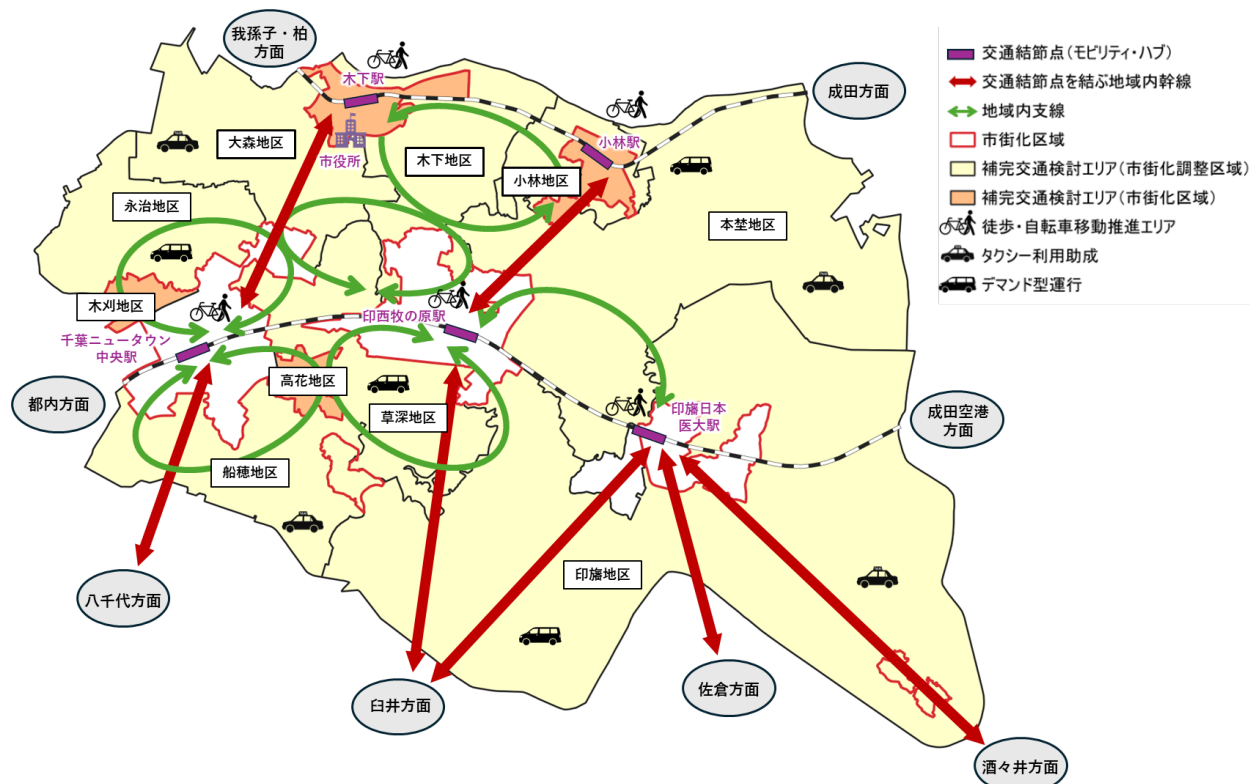 我孫子・柏
方面
木下駅
成田方面
小林駅
大森地区
市役所
木下地区
小林地区
永治地区
本埜地区
木刈地区
印西牧の原駅
千葉ニュータウン
中央駅
高花地区
都内方面
草深地区
印旛日本
医大駅
成田空港
方面
船穂地区
印旛地区
八千代方面
臼井方面
佐倉方面
酒々井方面
交通結節点（モビリティ・ハブ）
交通結節点を結ぶ地域内幹線
地域内支線
市街化区域
補完交通検討エリア（市街化調整区域）
補完交通検討エリア（市街化区域）
徒歩・自転車移動推進エリア
タクシー利用助成
デマンド型運行